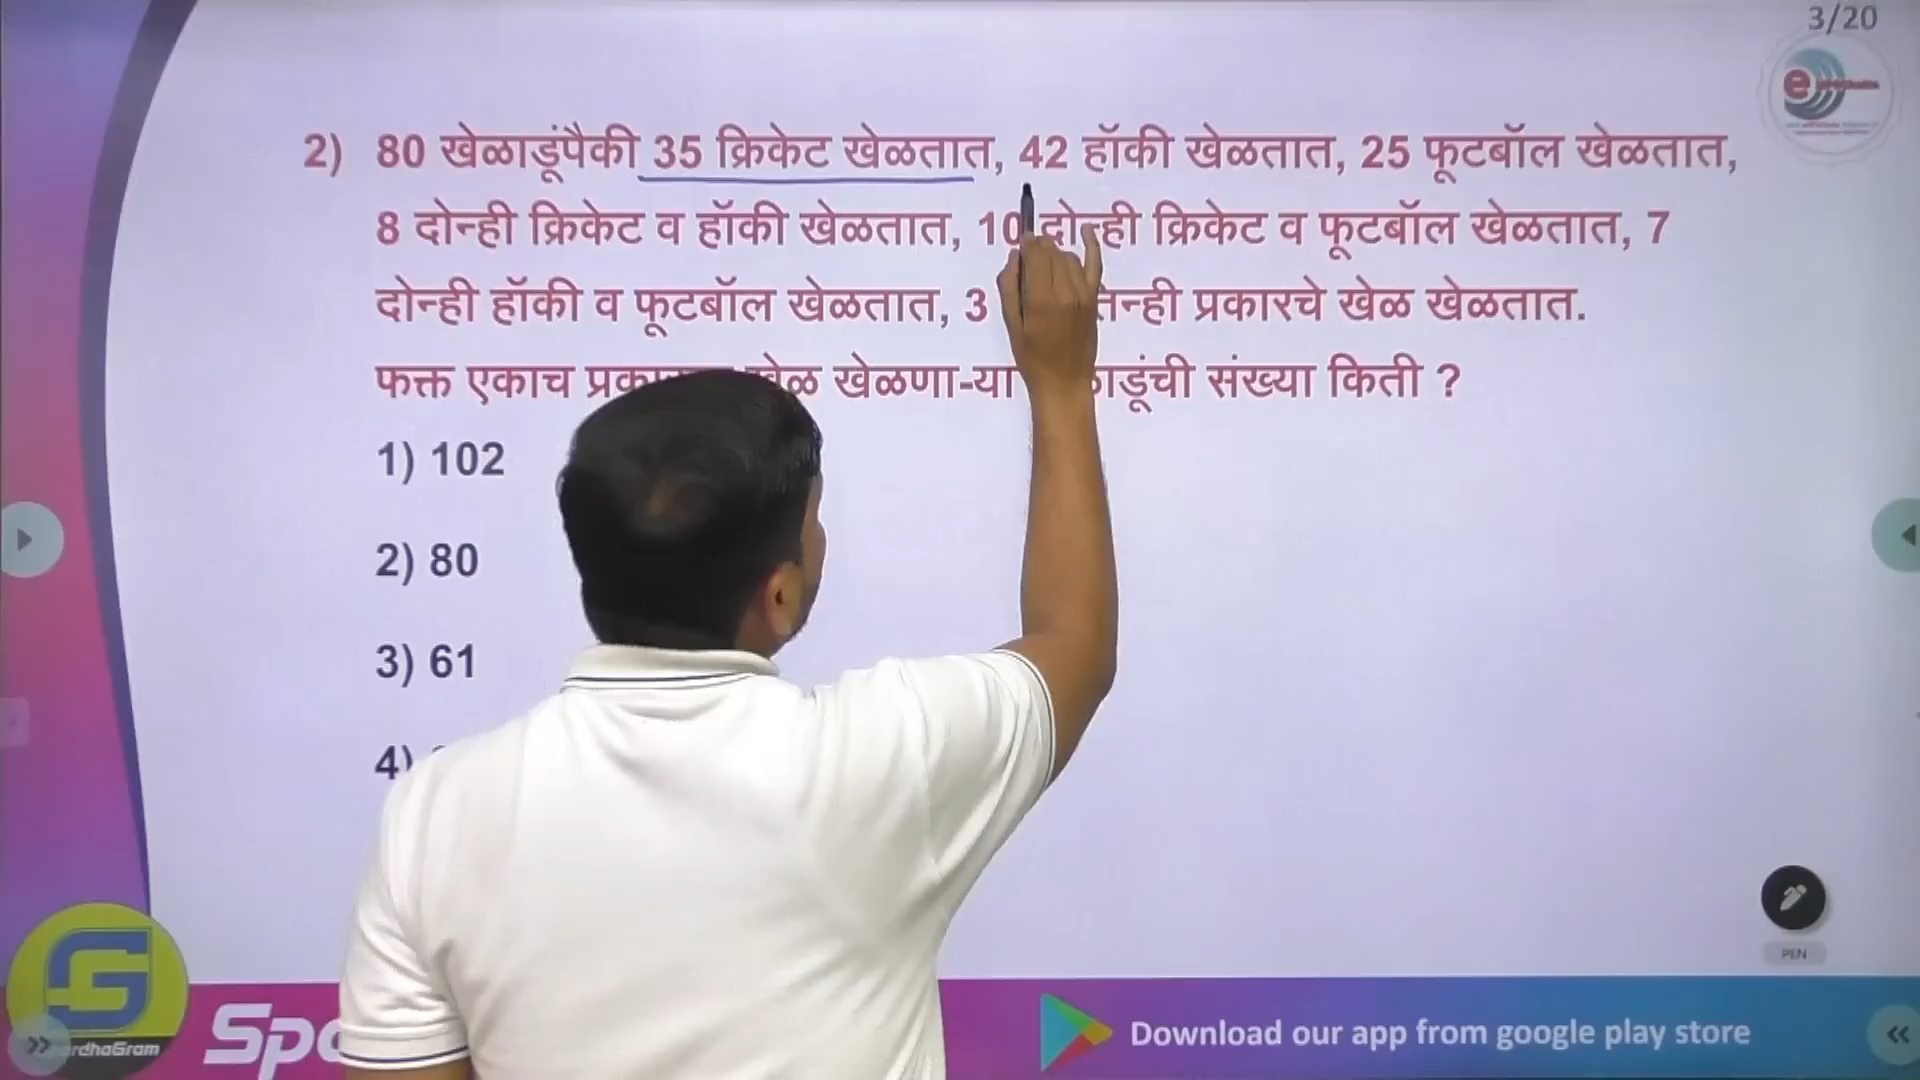 3/20
2) 80 खेळाडूंपैकी 35 क्रिकेट खेळतात, 42 हॉकी खेळतात, 25 फूटबॉल खेळतात,
8 दोन्ही क्रिकेट व हॉकी खेळतात, 10 दोन्ही क्रिकेट व फूटबॉल खेळतात, 7
दोन्ही हॉकी व फूटबॉल खेळतात, 3 प्रकारचे खेळ खेळतात.
फक्त एकाच खेळ खेळणा-या संख्या किती ?
1) 102
2) 80
3) 61
4)
PEN
Download our app from google play store